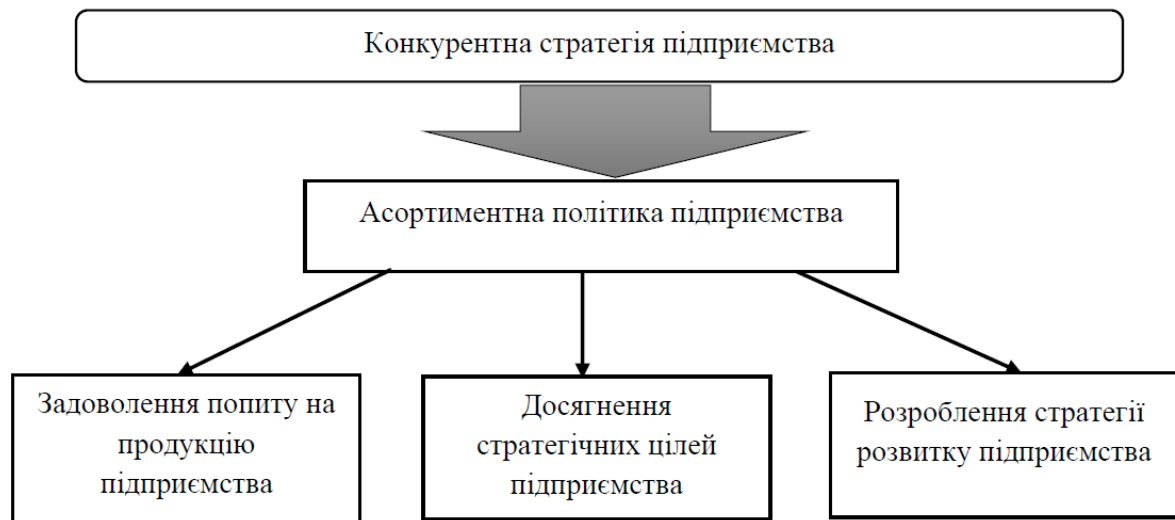 Конкурентна стратегія підприємства
Асортиментна політика підприємства
Задоволення попиту на
продукцію
підприємства
Досягнення
стратегічних цілей
підприємства
Розроблення стратегії
розвитку підприємства